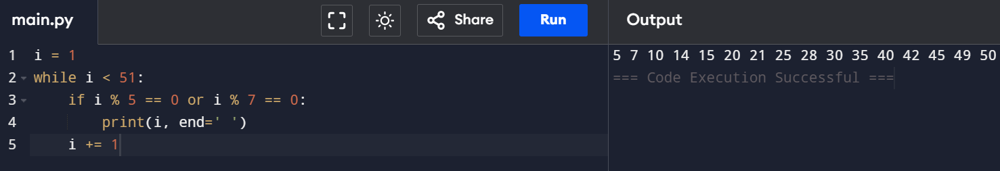 main.py
Share
Run
Output
1 i = 1
2 while i < 51:
3     if i % 5 == 0 or i % 7 == 0:
4         print(i, end=' ')
5     i += 1
5 7 10 14 15 20 21 25 28 30 35 40 42 45 49 50
=== Code Execution Successful ===